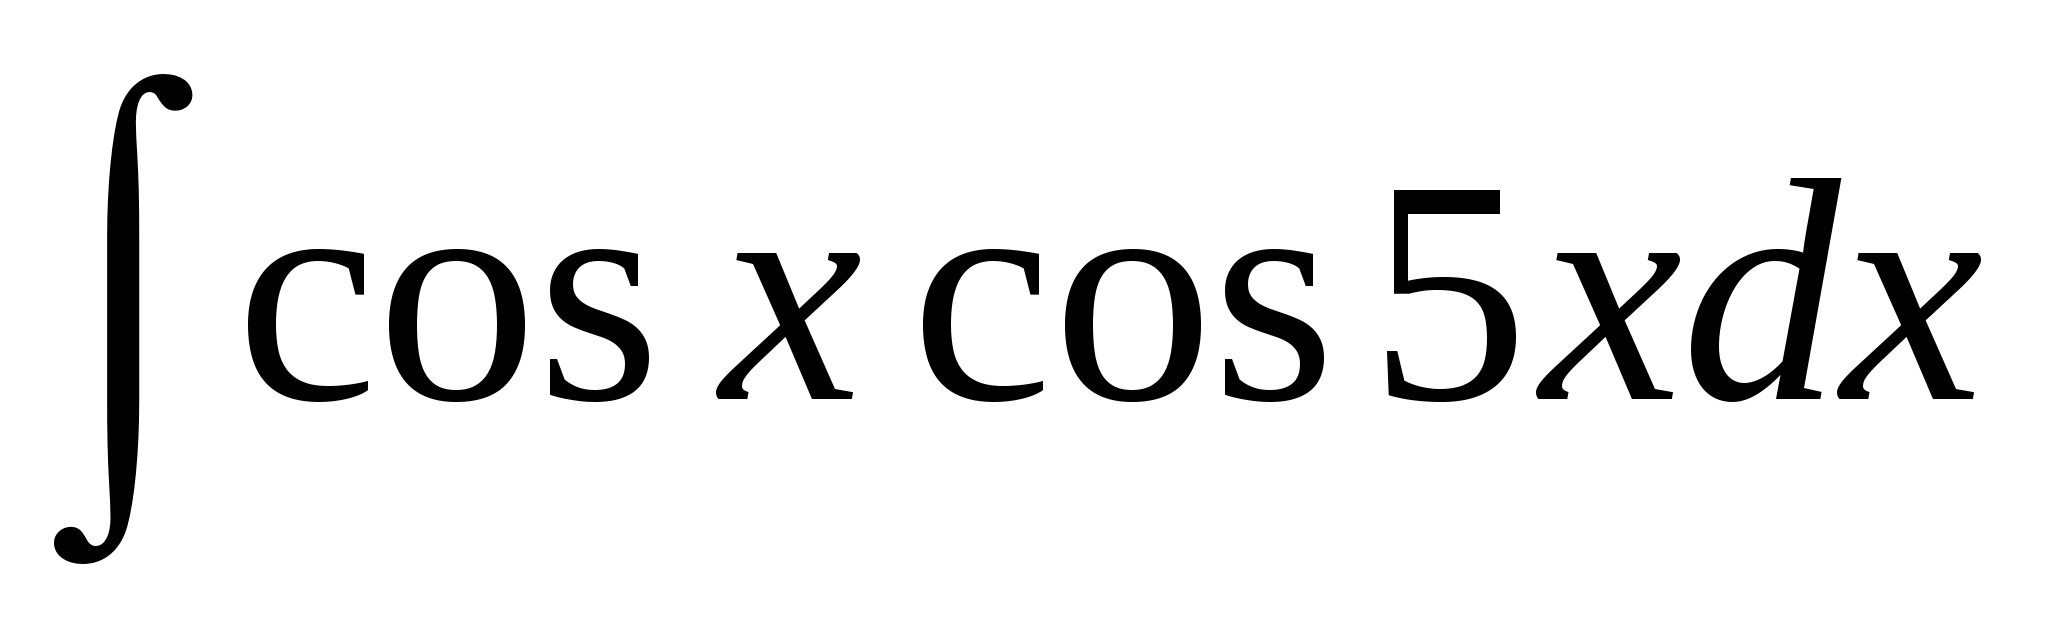 ∫ cos x cos 5xdx